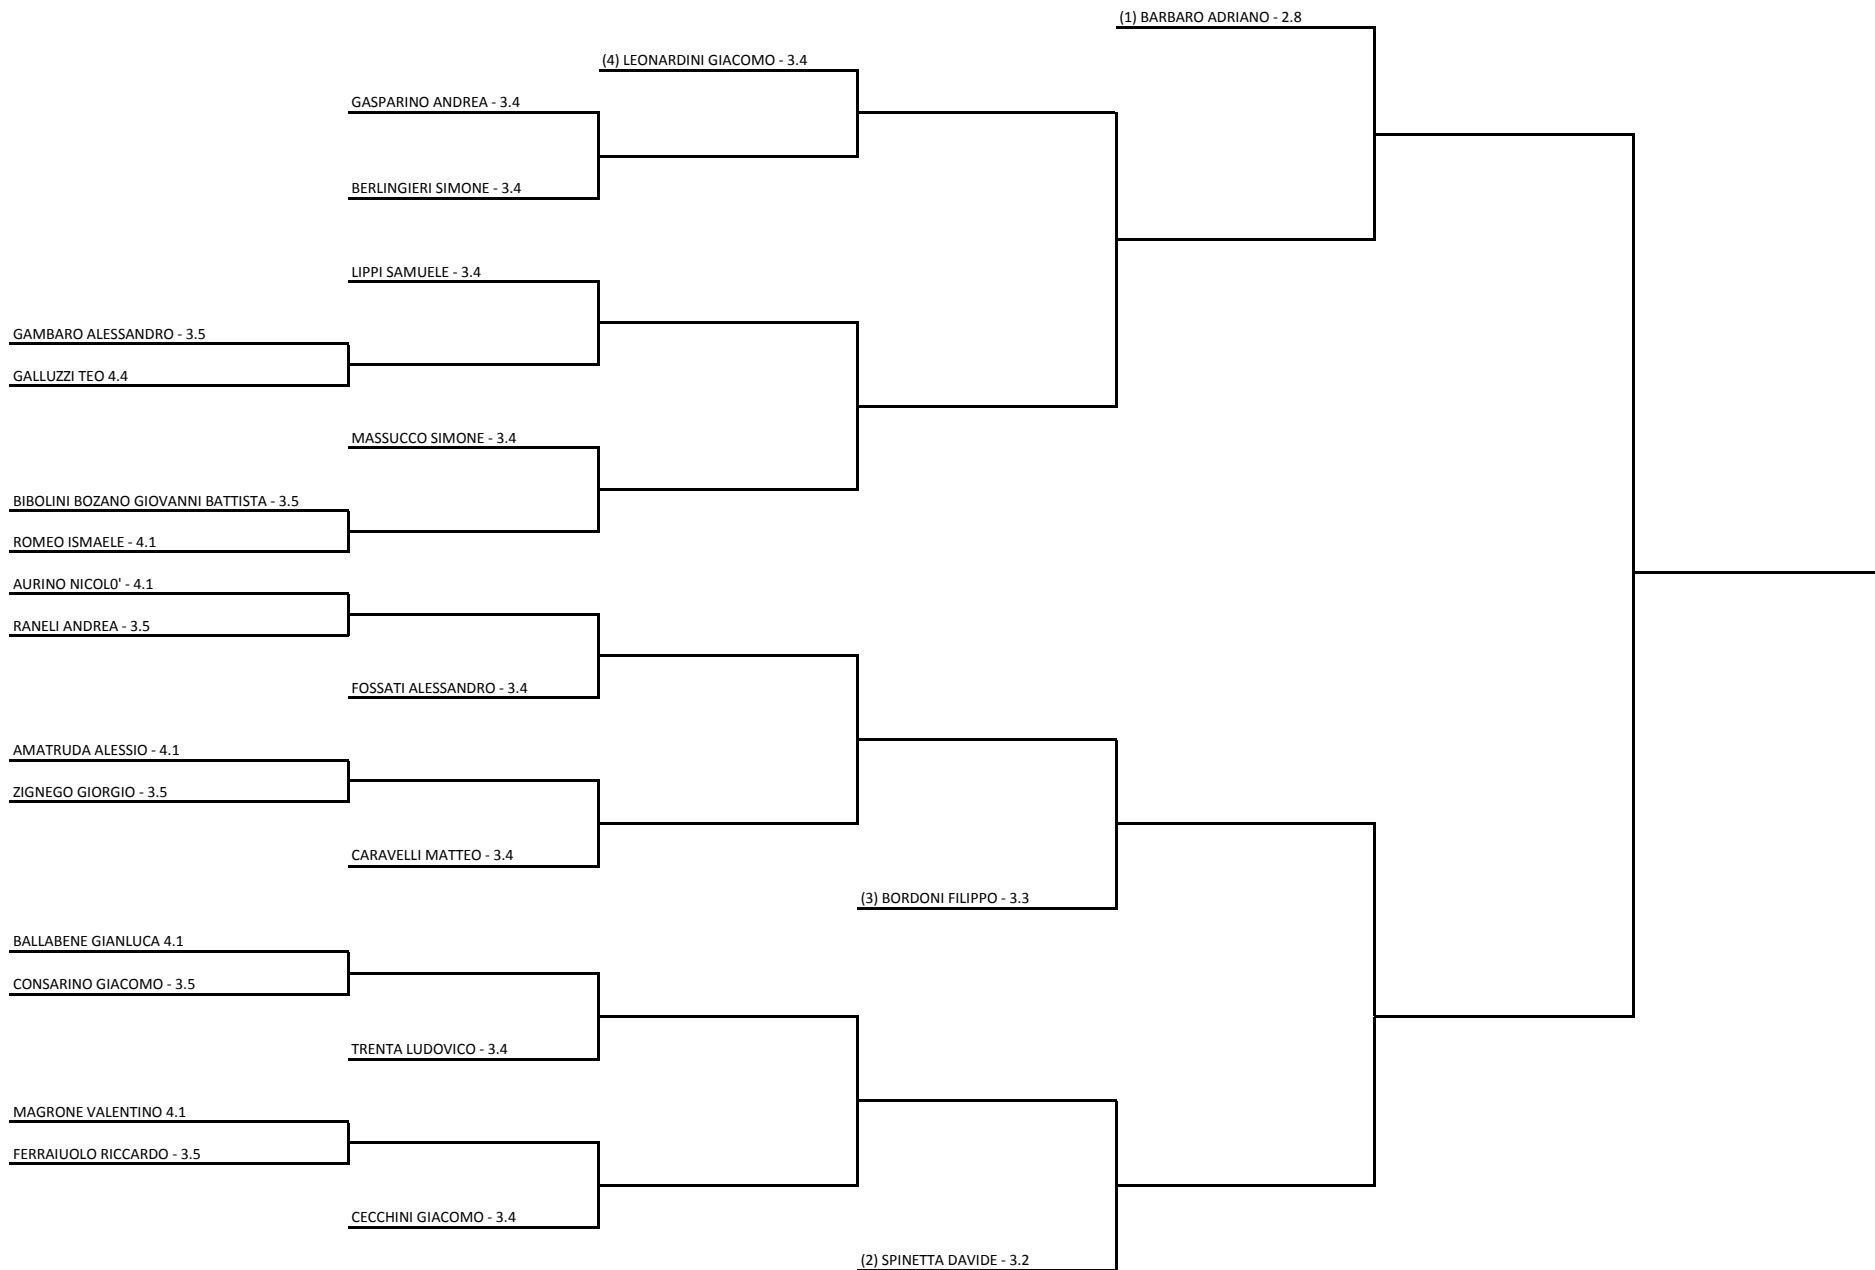 (1) BARBARO ADRIANO - 2.8
(4) LEONARDINI GIACOMO - 3.4
GASPARINO ANDREA - 3.4
BERLINGIERI SIMONE - 3.4
LIPPI SAMUELE - 3.4
GAMBARO ALESSANDRO - 3.5
GALLUZZI TEO 4.4
MASSUCCO SIMONE - 3.4
BIBOLINI BOZANO GIOVANNI BATTISTA - 3.5
ROMEO ISMAELE - 4.1
AURINO NICOL0' - 4.1
RANELI ANDREA - 3.5
FOSSATI ALESSANDRO - 3.4
AMATRUDA ALESSIO - 4.1
ZIGNEGO GIORGIO - 3.5
CARAVELLI MATTEO - 3.4
(3) BORDONI FILIPPO - 3.3
BALLABENE GIANLUCA 4.1
CONSARINO GIACOMO - 3.5
TRENTA LUDOVICO - 3.4
MAGRONE VALENTINO 4.1
FERRAIUOLO RICCARDO - 3.5
CECCHINI GIACOMO - 3.4
(2) SPINETTA DAVIDE - 3.2